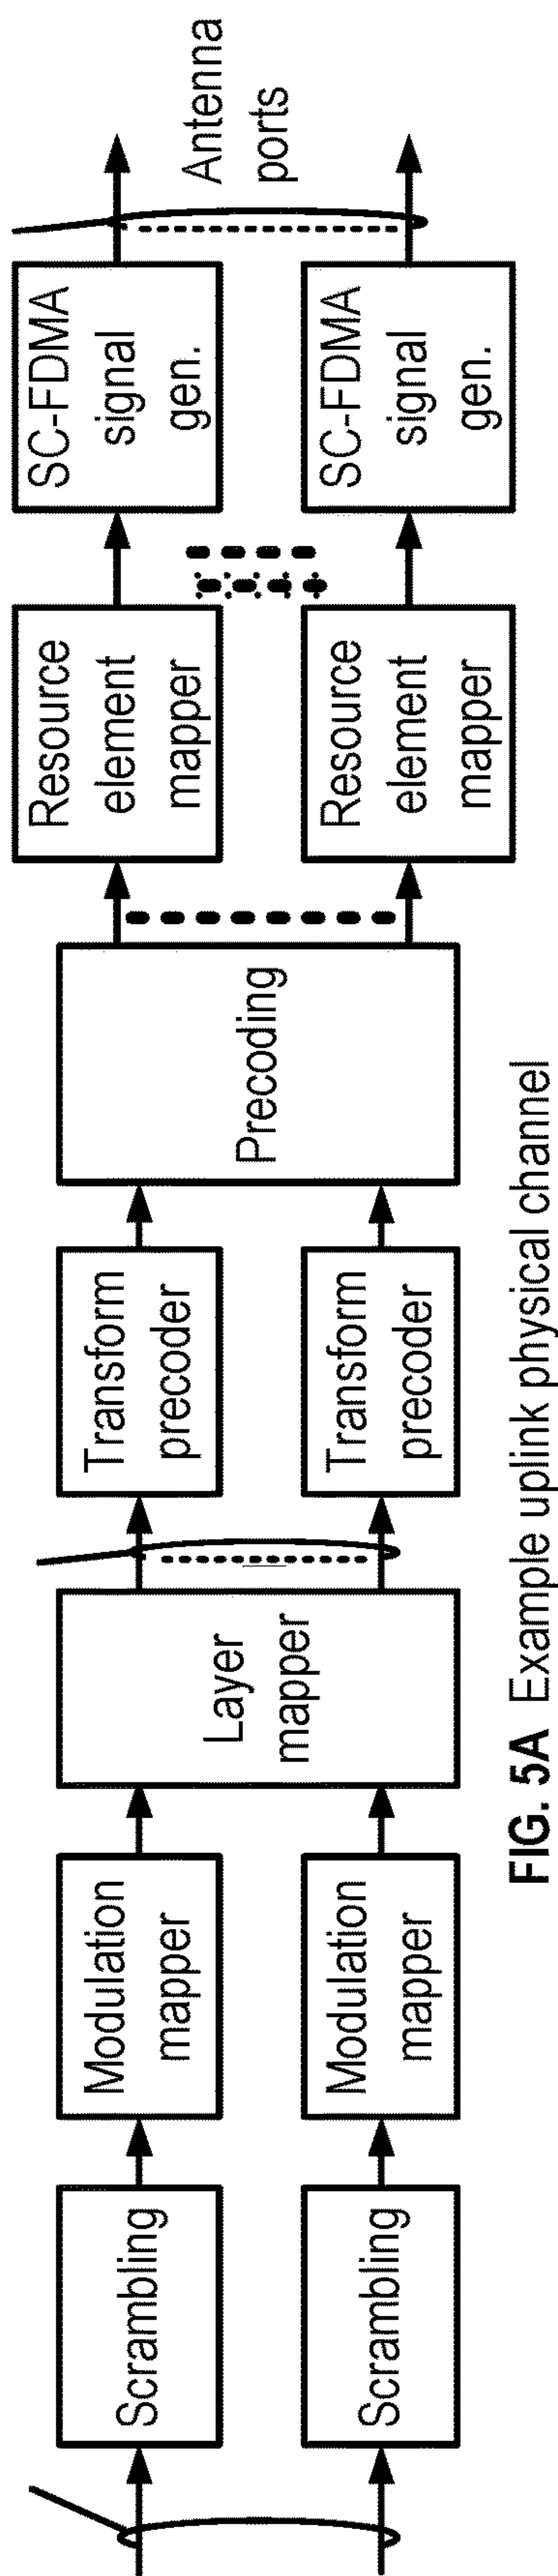 Scrambling
Scrambling
Modulation
mapper
Modulation
mapper
Layer
mapper
Transform
precoder
Transform
precoder
Precoding
Resource
element
mapper
Resource
element
mapper
SC-FDMA
signal
gen.
SC-FDMA
signal
gen.
Antenna
ports
FIG. 5A Example uplink physical channel